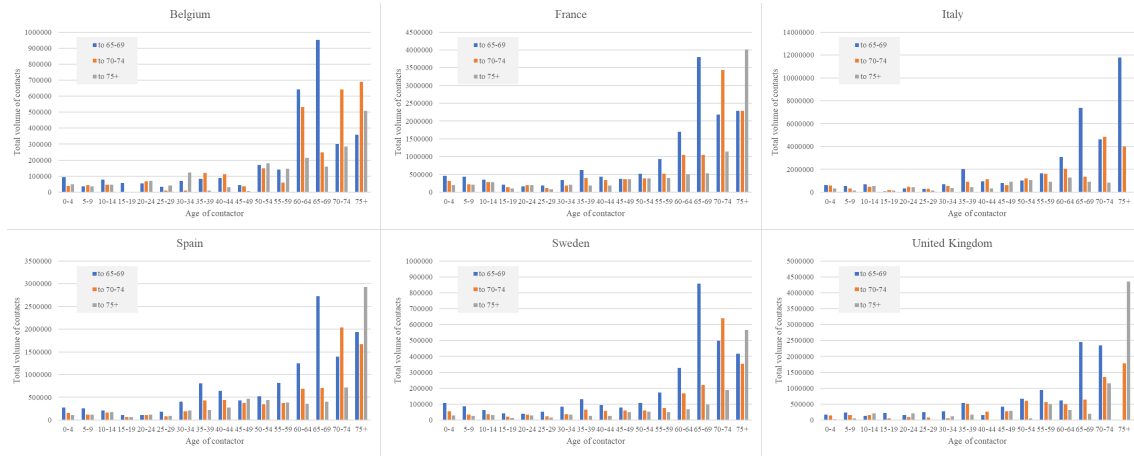 Belgium
1000000
900000
800000
700000
600000
500000
400000
300000
200000
100000
0
Total volume of contacts
to 65-69
to 70-74
to 75+
0-4 5-9 10-14 15-19 20-24 25-29 30-34 35-39 40-44 45-49 50-54 55-59 60-64 65-69 70-74 75+
Age of contactor
France
4500000
4000000
3500000
3000000
2500000
2000000
1500000
1000000
500000
0
Total volume of contacts
to 65-69
to 70-74
to 75+
0-4 5-9 10-14 15-19 20-24 25-29 30-34 35-39 40-44 45-49 50-54 55-59 60-64 65-69 70-74 75+
Age of contactor
Italy
14000000
12000000
10000000
8000000
6000000
4000000
2000000
0
Total volume of contacts
to 65-69
to 70-74
to 75+
0-4 5-9 10-14 15-19 20-24 25-29 30-34 35-39 40-44 45-49 50-54 55-59 60-64 65-69 70-74 75+
Age of contactor
Spain
3500000
3000000
2500000
2000000
1500000
1000000
500000
0
Total volume of contacts
to 65-69
to 70-74
to 75+
0-4 5-9 10-14 15-19 20-24 25-29 30-34 35-39 40-44 45-49 50-54 55-59 60-64 65-69 70-74 75+
Age of contactor
Sweden
1000000
900000
800000
700000
600000
500000
400000
300000
200000
100000
0
Total volume of contacts
to 65-69
to 70-74
to 75+
0-4 5-9 10-14 15-19 20-24 25-29 30-34 35-39 40-44 45-49 50-54 55-59 60-64 65-69 70-74 75+
Age of contactor
United Kingdom
5000000
4500000
4000000
3500000
3000000
2500000
2000000
1500000
1000000
500000
0
Total volume of contacts
to 65-69
to 70-74
to 75+
0-4 5-9 10-14 15-19 20-24 25-29 30-34 35-39 40-44 45-49 50-54 55-59 60-64 65-69 70-74 75+
Age of contactor